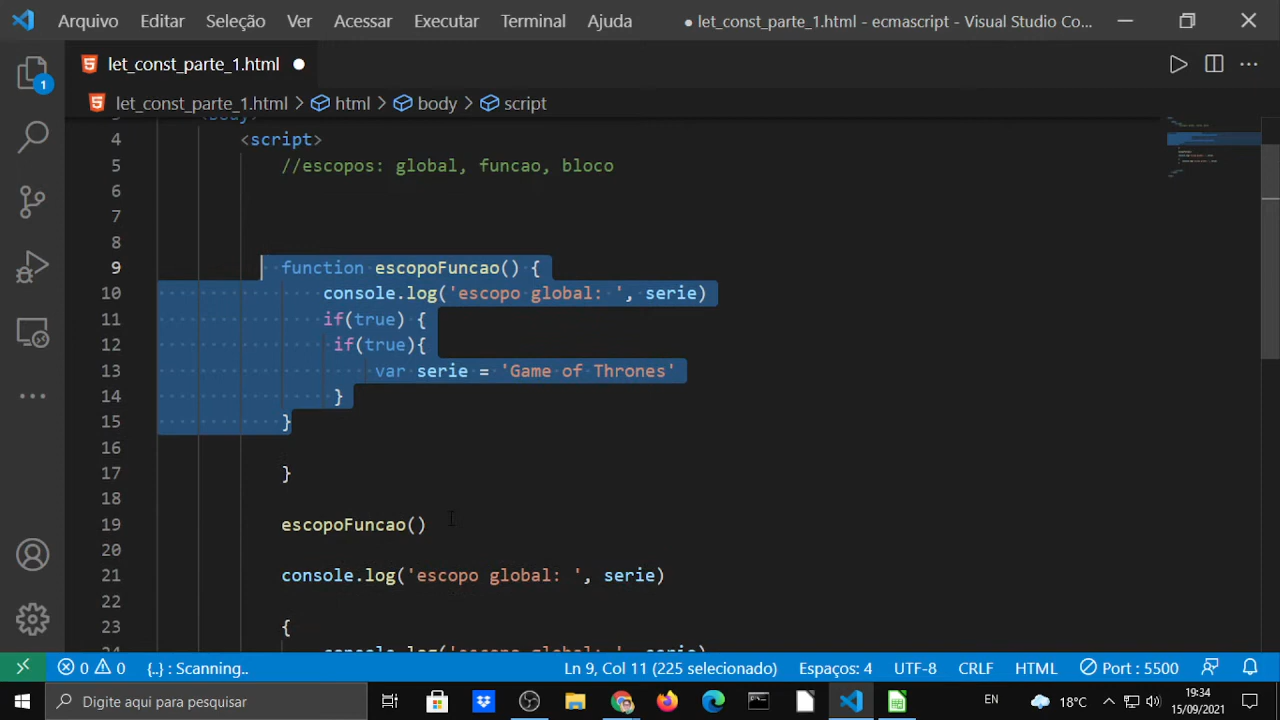 Arquivo Editar Seleção Ver Acessar Executar Terminal Ajuda ● let_const_parte_1.html - ecmascript - Visual Studio Co...
let_const_parte_1.html ●
let_const_parte_1.html > html > body > script
3 <body>
4 <script>
5 //escopos: global, funcao, bloco
6
7
8
9 function escopoFuncao() {
10 console.log('escopo global: ', serie)
11 if(true) {
12 if(true){
13 var serie = 'Game of Thrones'
14 }
15 }
16
17 }
18
19 escopoFuncao()
20
21 console.log('escopo global: ', serie)
22
23 {
24 console.log('escopo global: ', serie)
1
0 0 {..} : Scanning.. Ln 9, Col 11 (225 selecionado) Espaços: 4 UTF-8 CRLF HTML Port : 5500
Digite aqui para pesquisar EN 18°C 19:34
15/09/2021